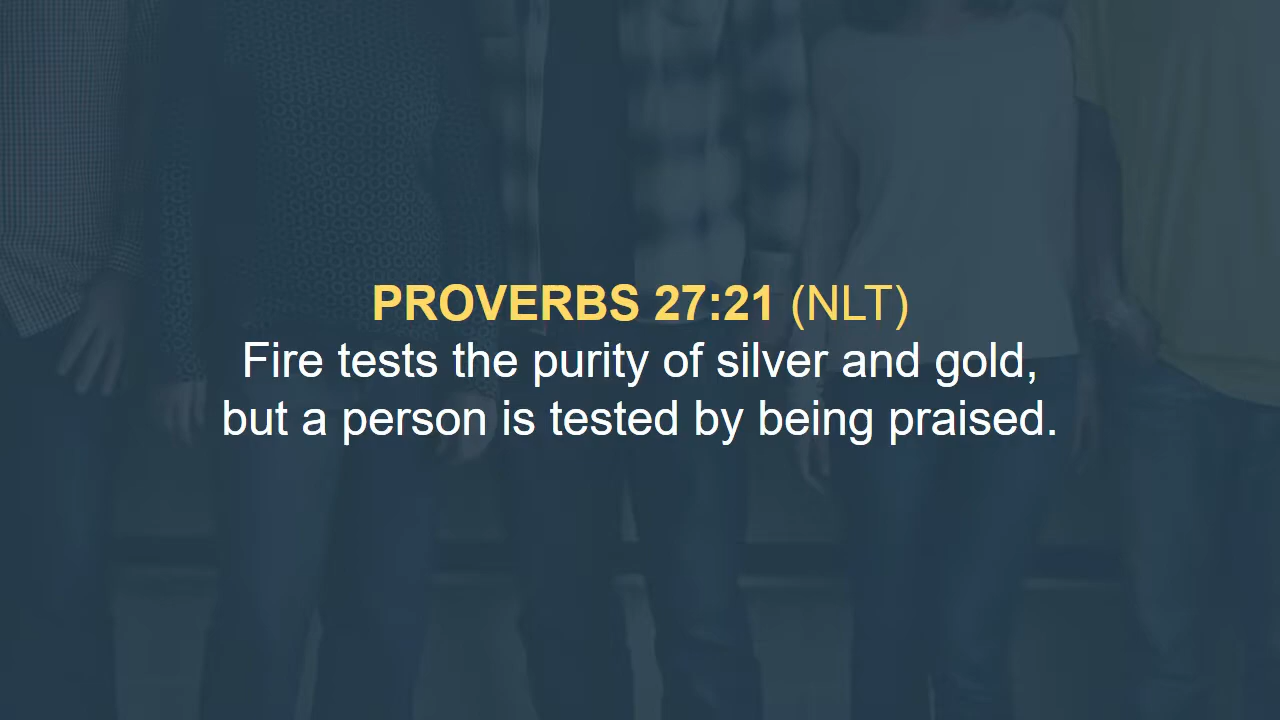 PROVERBS 27:21 (NLT)
Fire tests the purity of silver and gold,
but a person is tested by being praised.